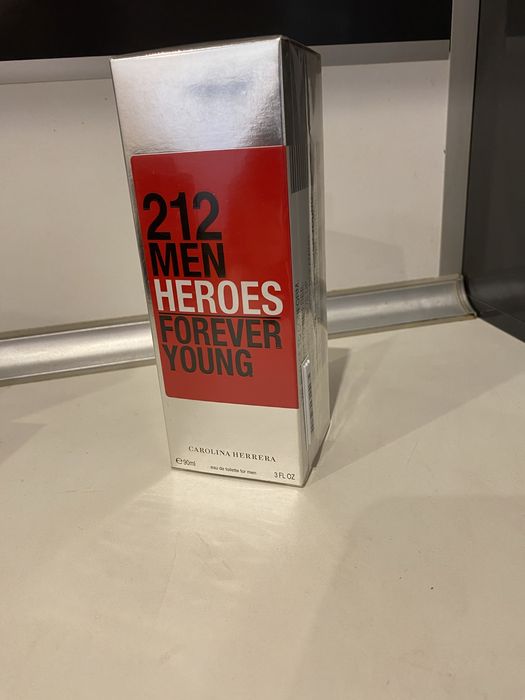 212
MEN
HEROES
FOREVER
YOUNG
CAROLINA HERRERA
℮90ml eau de toilette for men 3 FL OZ